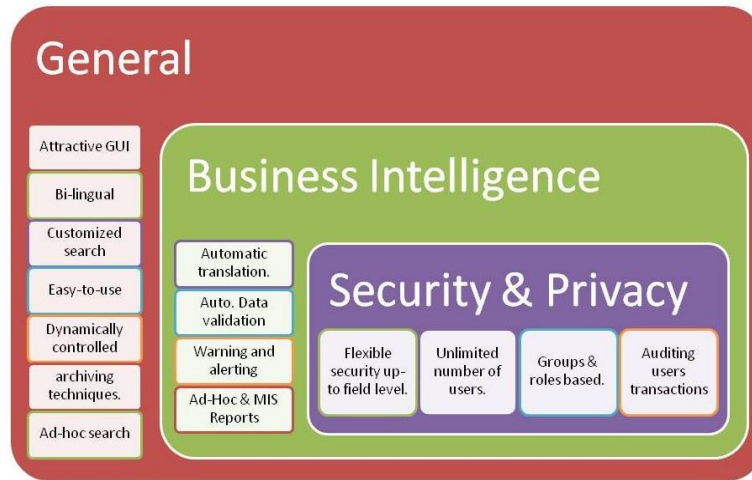 General
Attractive GUI
Bi-lingual
Customized
search
Easy-to-use
Dynamically
controlled
archiving
techniques.
Ad-hoc search
Business Intelligence
Automatic
translation.
Auto. Data
validation
Warning and
alerting
Ad-Hoc & MIS
Reports
Security & Privacy
Flexible
security up-
to field level.
Unlimited
number of
users.
Groups &
roles based.
Auditing
users
transactions